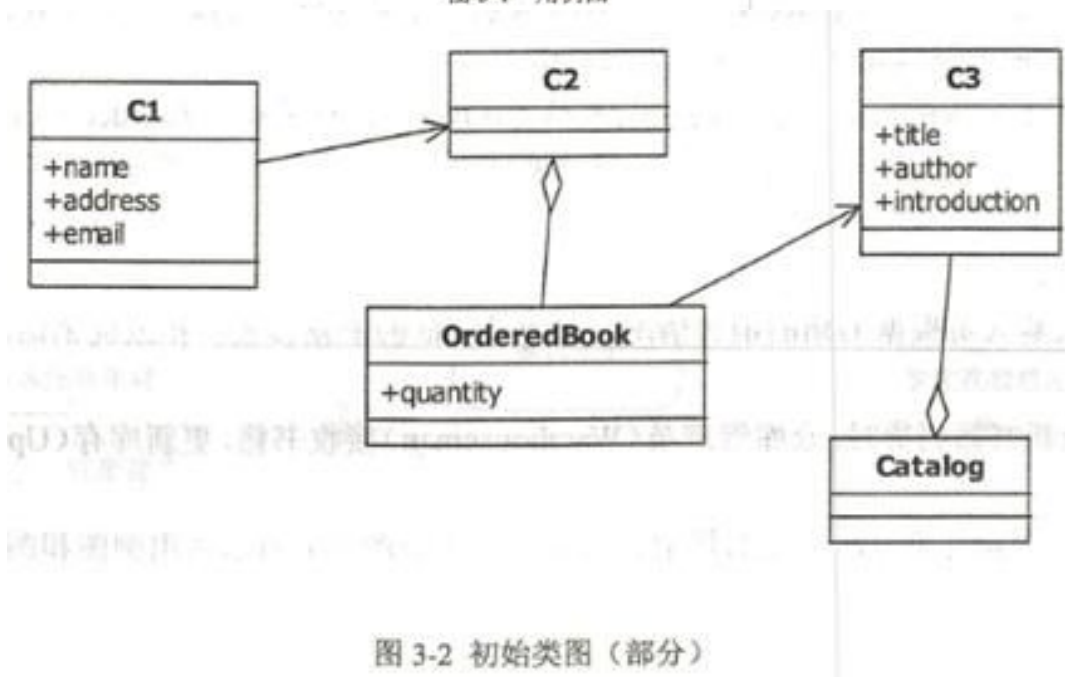 C1
+name
+address
+email
C2
C3
+title
+author
+introduction
OrderedBook
+quantity
Catalog
图 3-2 初始类图（部分）